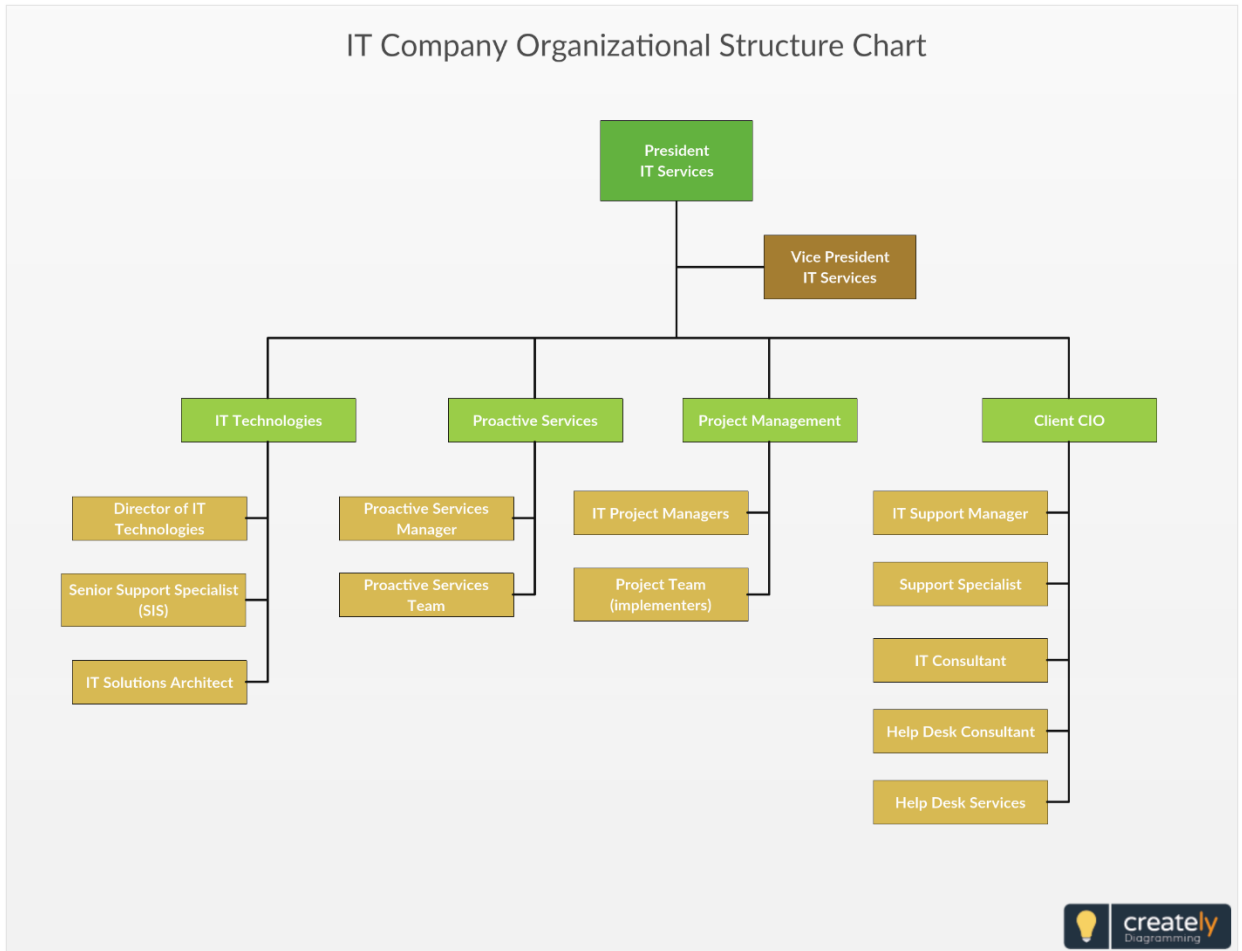 IT Company Organizational Structure Chart
President
IT Services
Vice President
IT Services
IT Technologies
Proactive Services
Project Management
Client CIO
Director of IT
Technologies
Senior Support Specialist
(SIS)
IT Solutions Architect
Proactive Services
Manager
Proactive Services
Team
IT Project Managers
Project Team
(implementers)
IT Support Manager
Support Specialist
IT Consultant
Help Desk Consultant
Help Desk Services
creately
Diagramming